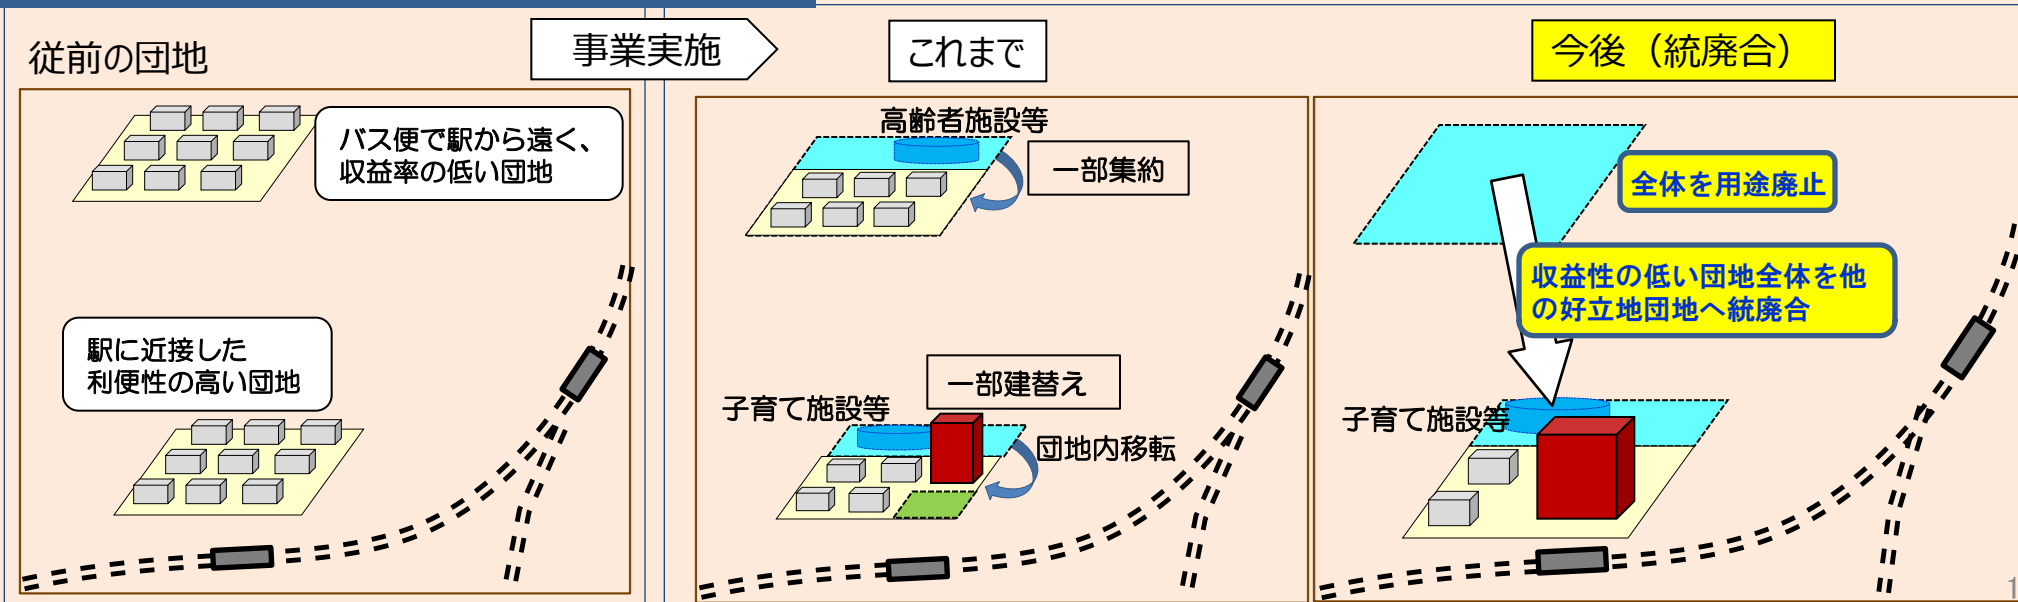 従前の団地
事業実施
これまで
今後（統廃合）
バス便で駅から遠く、
収益率の低い団地
駅に近接した
利便性の高い団地
高齢者施設等
一部集約
一部建替え
子育て施設等
団地内移転
全体を用途廃止
収益性の低い団地全体を他
の好立地団地へ統廃合
子育て施設等